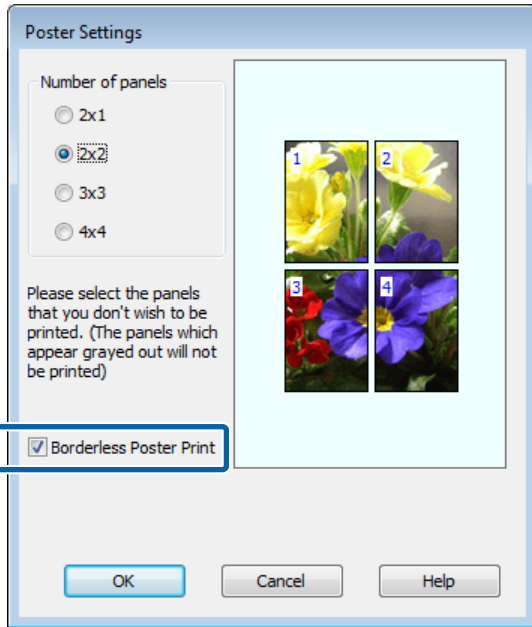 Poster Settings
Number of panels
2x1
2x2
3x3
4x4
Please select the panels
that you don't wish to be
printed. (The panels which
appear grayed out will not
be printed)
Borderless Poster Print
1
2
3
4
OK
Cancel
Help